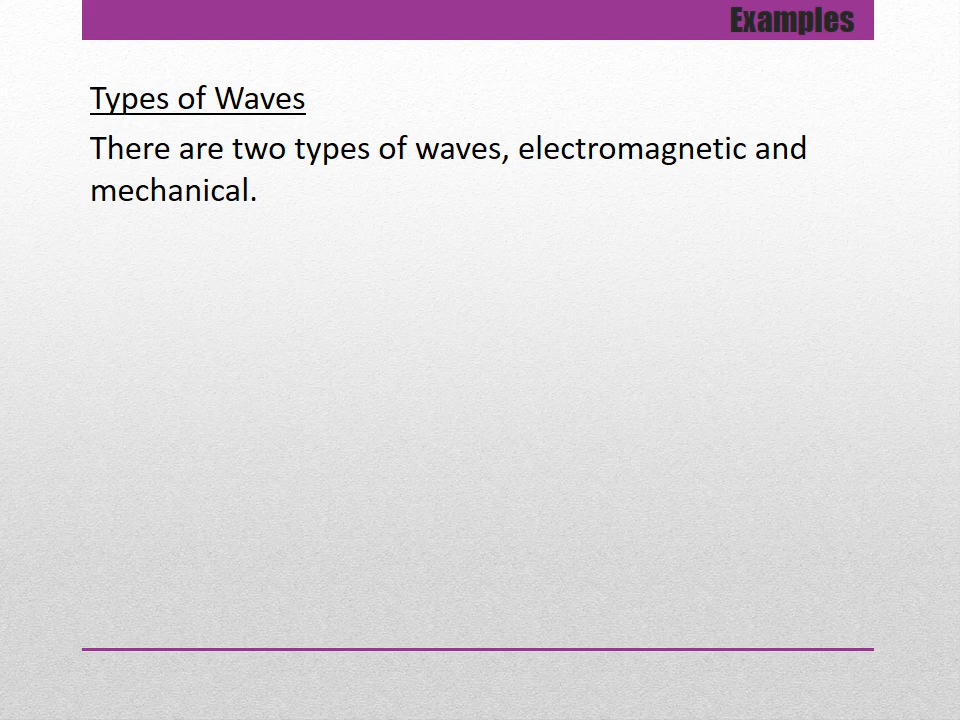 Examples
Types of Waves
There are two types of waves, electromagnetic and
mechanical.